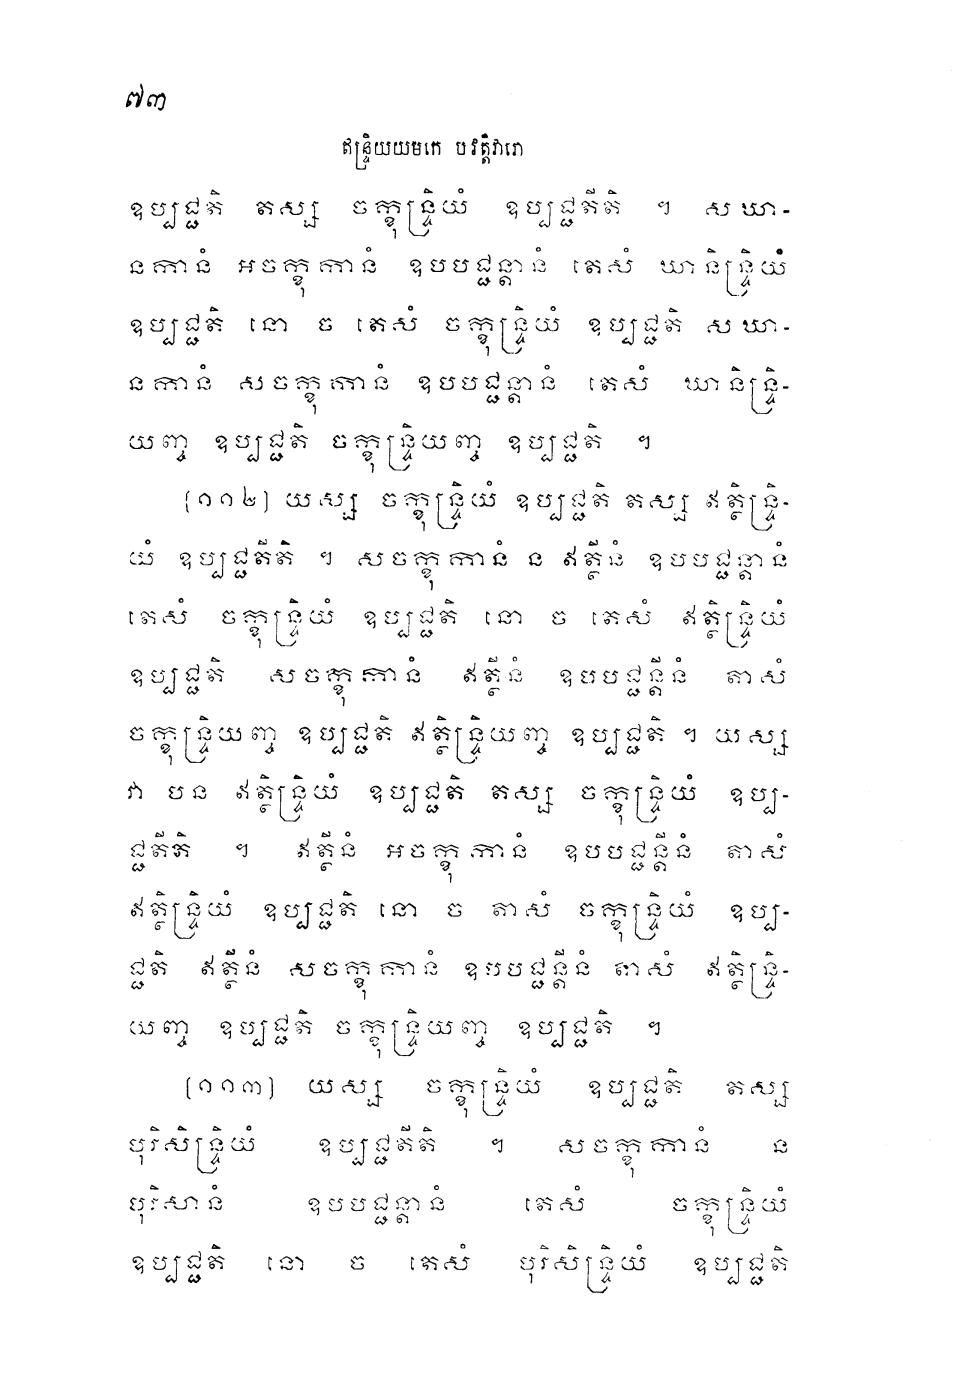 ៧៣
ឥន្ទ្រិយយមកេ បវត្តិវារោ
ឧប្បជ្ជតិ តស្ស ចក្ខុន្ទ្រិយំ ឧប្បជ្ជតីតិ ។ សឃា-
នកានំ អចក្ខុកានំ ឧបបជ្ជន្តានំ តេសំ ឃានិន្ទ្រិយំ
ឧប្បជ្ជតិ នោ ច តេសំ ចក្ខុន្ទ្រិយំ ឧប្បជ្ជតិ សឃា-
នកានំ សចក្ខុកានំ ឧបបជ្ជន្តានំ តេសំ ឃានិន្ទ្រិ-
យញ្ច ឧប្បជ្ជតិ ចក្ខុន្ទ្រិយញ្ច ឧប្បជ្ជតិ ។
(១១២) យស្ស ចក្ខុន្ទ្រិយំ ឧប្បជ្ជតិ តស្ស ឥត្ថិន្ទ្រិ-
យំ ឧប្បជ្ជតីតិ ។ សចក្ខុកានំ ន ឥត្ថីនំ ឧបបជ្ជន្តានំ
តេសំ ចក្ខុន្ទ្រិយំ ឧប្បជ្ជតិ នោ ច តេសំ ឥត្ថិន្ទ្រិយំ
ឧប្បជ្ជតិ សចក្ខុកានំ ឥត្ថីនំ ឧបបជ្ជន្តីនំ តាសំ
ចក្ខុន្ទ្រិយញ្ច ឧប្បជ្ជតិ ឥត្ថិន្ទ្រិយញ្ច ឧប្បជ្ជតិ ។ យស្ស
វា បន ឥត្ថិន្ទ្រិយំ ឧប្បជ្ជតិ តស្ស ចក្ខុន្ទ្រិយំ ឧប្ប-
ជ្ជតីតិ ។ ឥត្ថីនំ អចក្ខុកានំ ឧបបជ្ជន្តីនំ តាសំ
ឥត្ថិន្ទ្រិយំ ឧប្បជ្ជតិ នោ ច តាសំ ចក្ខុន្ទ្រិយំ ឧប្ប-
ជ្ជតិ ឥត្ថីនំ សចក្ខុកានំ ឧបបជ្ជន្តីនំ តាសំ ឥត្ថិន្ទ្រិ-
យញ្ច ឧប្បជ្ជតិ ចក្ខុន្ទ្រិយញ្ច ឧប្បជ្ជតិ ។
(១១៣) យស្ស ចក្ខុន្ទ្រិយំ ឧប្បជ្ជតិ តស្ស
បុរិសិន្ទ្រិយំ ឧប្បជ្ជតីតិ ។ សចក្ខុកានំ ន
បុរិសានំ ឧបបជ្ជន្តានំ តេសំ ចក្ខុន្ទ្រិយំ
ឧប្បជ្ជតិ នោ ច តេសំ បុរិសិន្ទ្រិយំ ឧប្បជ្ជតិ